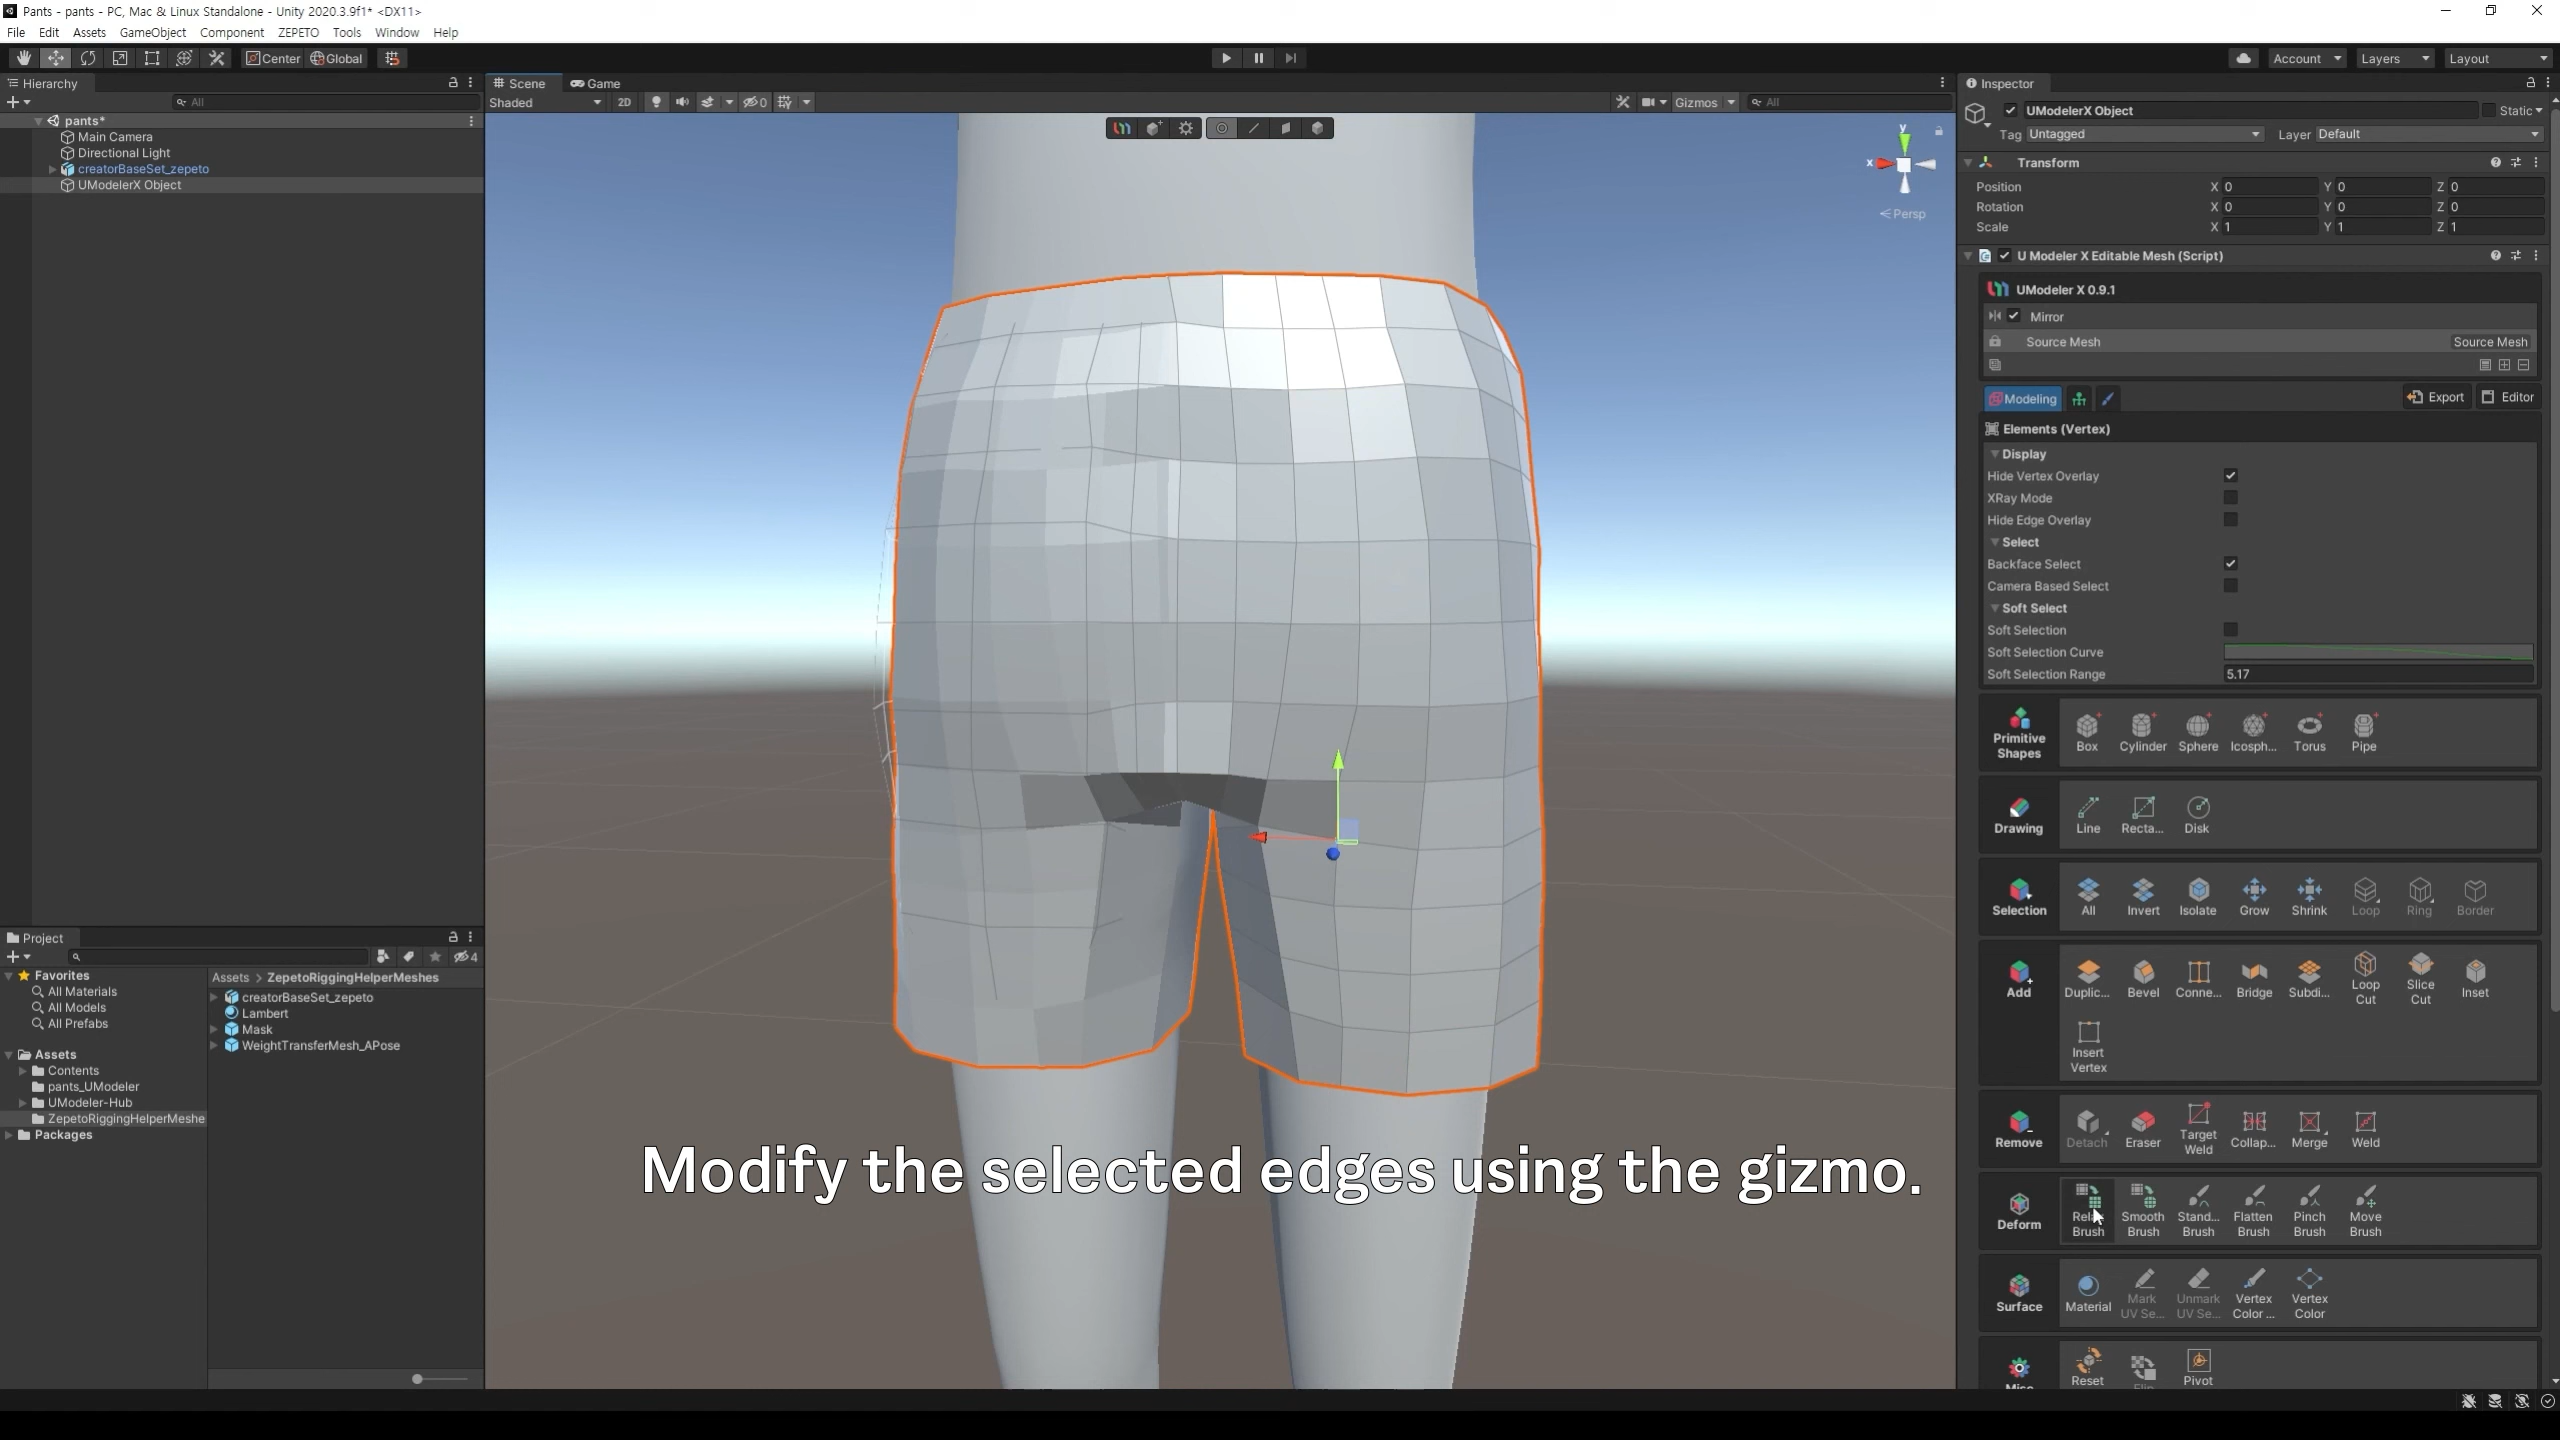 Pants - pants - PC, Mac & Linux Standalone - Unity 2020.3.9f1* <DX11>
File Edit Assets GameObject Component ZEPETO Tools Window Help
Center Global
Account Layers Layout
Hierarchy
All
pants*
Main Camera
Directional Light
creatorBaseSet_zepeto
UModelerX Object
Scene Game
Shaded 2D 0 Gizmos All
y
x
Persp
Modify the selected edges using the gizmo.
Project
4
Favorites
All Materials
All Models
All Prefabs
Assets
Contents
pants_UModeler
UModeler-Hub
ZepetoRiggingHelperMeshe
Packages
Assets > ZepetoRiggingHelperMeshes
creatorBaseSet_zepeto
Lambert
Mask
WeightTransferMesh_APose
Inspector
UModelerX Object Static
Tag Untagged Layer Default
Transform
Position X 0 Y 0 Z 0
Rotation X 0 Y 0 Z 0
Scale X 1 Y 1 Z 1
U Modeler X Editable Mesh (Script)
UModeler X 0.9.1
Mirror
Source Mesh Source Mesh
Modeling Export Editor
Elements (Vertex)
Display
Hide Vertex Overlay
XRay Mode
Hide Edge Overlay
Select
Backface Select
Camera Based Select
Soft Select
Soft Selection
Soft Selection Curve
Soft Selection Range 5.17
Primitive Shapes Box Cylinder Sphere Icosph... Torus Pipe
Drawing Line Recta... Disk
Selection All Invert Isolate Grow Shrink Loop Ring Border
Add Duplic... Bevel Conne... Bridge Subdi... Loop Cut Slice Cut Inset
Insert Vertex
Remove Detach Eraser Target Weld Collap... Merge Weld
Deform Brush Smooth Brush Stand... Brush Flatten Brush Pinch Brush Move Brush
Surface Material Mark UV Se... Unmark UV Se... Vertex Color ... Vertex Color
Reset Pivot